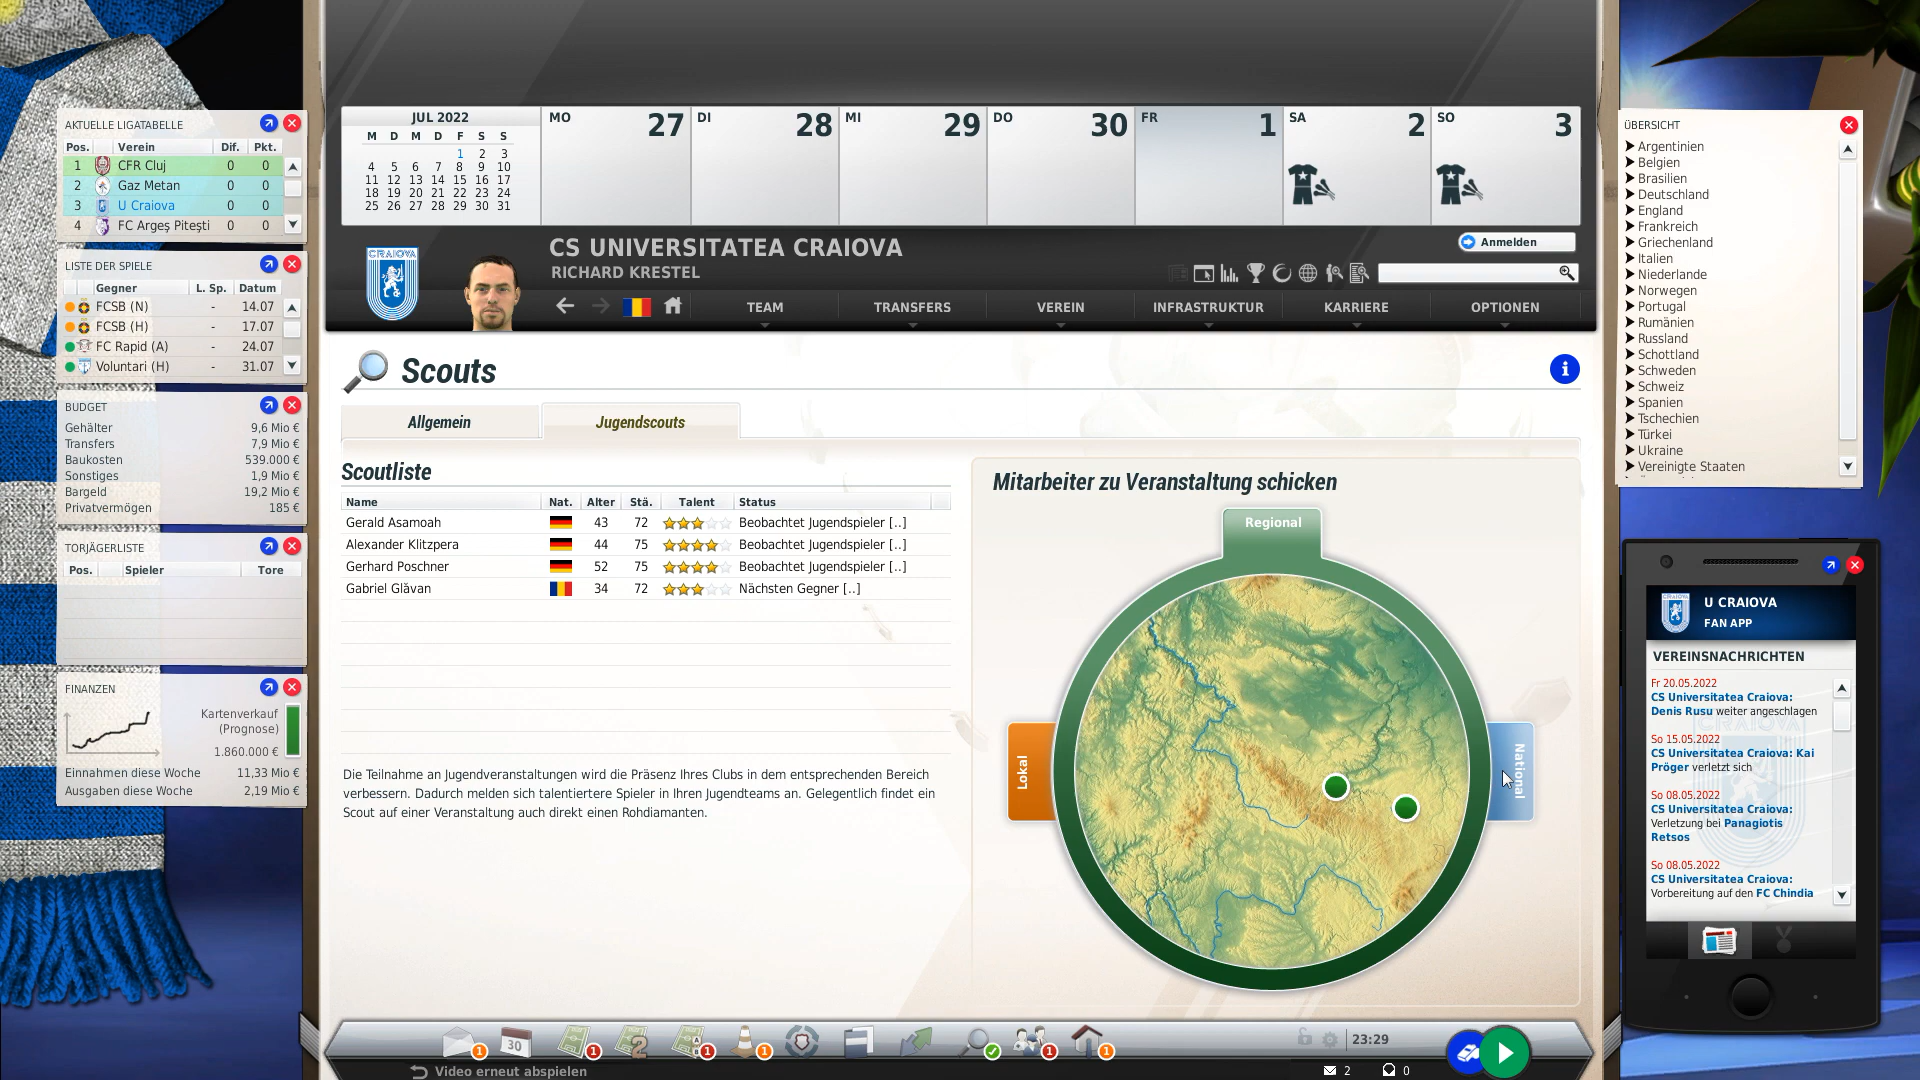 AKTUELLE LIGATABELLE
Pos. Verein Dif. Pkt.
1 CFR Cluj 0 0
2 Gaz Metan 0 0
3 U Craiova 0 0
4 FC Argeș Pitești 0 0
LISTE DER SPIELE
Gegner L. Sp. Datum
FCSB (N) - 14.07
FCSB (H) - 17.07
FC Rapid (A) - 24.07
Voluntari (H) - 31.07
BUDGET
Gehälter 9,6 Mio €
Transfers 7,9 Mio €
Baukosten 539.000 €
Sonstiges 1,9 Mio €
Bargeld 19,2 Mio €
Privatvermögen 185 €
TORJÄGERLISTE
Pos. Spieler Tore
FINANZEN
Kartenverkauf
(Prognose)
1.860.000 €
Einnahmen diese Woche 11,33 Mio €
Ausgaben diese Woche 2,19 Mio €
JUL 2022
M D M D F S S
1 2 3
4 5 6 7 8 9 10
11 12 13 14 15 16 17
18 19 20 21 22 23 24
25 26 27 28 29 30 31
MO 27
DI 28
MI 29
DO 30
FR 1
SA 2
SO 3
CRAIOVA
CS UNIVERSITATEA CRAIOVA
RICHARD KRESTEL
Anmelden
TEAM TRANSFERS VEREIN INFRASTRUKTUR KARRIERE OPTIONEN
Scouts
i
Allgemein Jugendscouts
Scoutliste
Name Nat. Alter Stä. Talent Status
Gerald Asamoah 43 72 Beobachtet Jugendspieler [..]
Alexander Klitzpera 44 75 Beobachtet Jugendspieler [..]
Gerhard Poschner 52 75 Beobachtet Jugendspieler [..]
Gabriel Glăvan 34 72 Nächsten Gegner [..]
Die Teilnahme an Jugendveranstaltungen wird die Präsenz Ihres Clubs in dem entsprechenden Bereich
verbessern. Dadurch melden sich talentiertere Spieler in Ihren Jugendteams an. Gelegentlich findet ein
Scout auf einer Veranstaltung auch direkt einen Rohdiamanten.
Mitarbeiter zu Veranstaltung schicken
Regional
Lokal
National
ÜBERSICHT
Argentinien
Belgien
Brasilien
Deutschland
England
Frankreich
Griechenland
Italien
Niederlande
Norwegen
Portugal
Rumänien
Russland
Schottland
Schweden
Schweiz
Spanien
Tschechien
Türkei
Ukraine
Vereinigte Staaten
U CRAIOVA
FAN APP
VEREINSNACHRICHTEN
Fr 20.05.2022
CS Universitatea Craiova:
Denis Rusu weiter angeschlagen
So 15.05.2022
CS Universitatea Craiova: Kai
Pröger verletzt sich
So 08.05.2022
CS Universitatea Craiova:
Verletzung bei Panagiotis
Retsos
So 08.05.2022
CS Universitatea Craiova:
Vorbereitung auf den FC Chindia
1 30 1 2 1 1 1 1
23:29
Video erneut abspielen
2 0